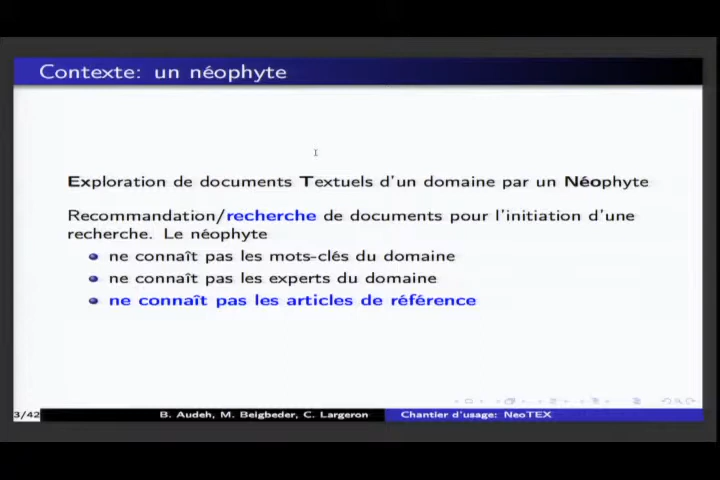 Contexte: un néophyte
Exploration de documents Textuels d'un domaine par un Néophyte
Recommandation/recherche de documents pour l'initiation d'une
recherche. Le néophyte
ne connaît pas les mots-clés du domaine
ne connaît pas les experts du domaine
ne connaît pas les articles de référence
3/42 B. Audeh, M. Beigbeder, C. Largeron Chantier d'usage: NeoTEX